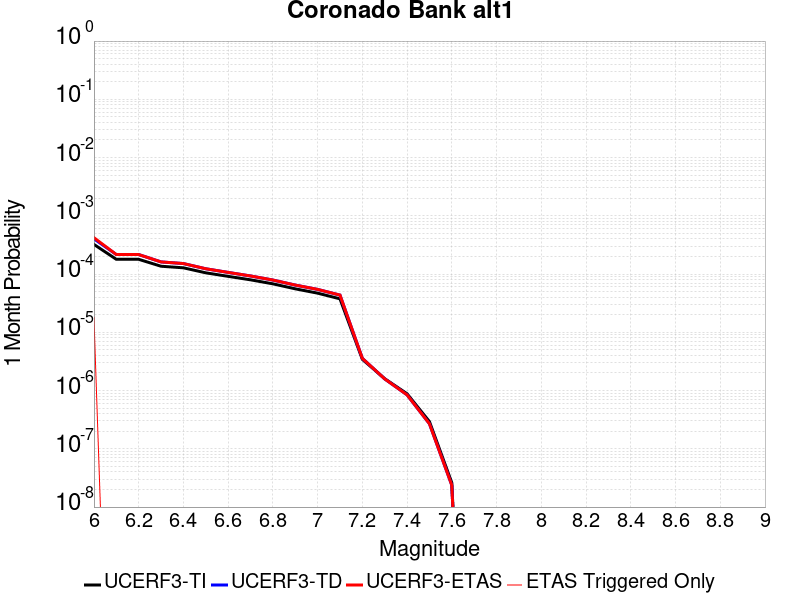 Coronado Bank alt1
10^0
10^-1
10^-2
10^-3
10^-4
10^-5
10^-6
10^-7
10^-8
1 Month Probability
6 6.2 6.4 6.6 6.8 7 7.2 7.4 7.6 7.8 8 8.2 8.4 8.6 8.8 9
Magnitude
UCERF3-TI UCERF3-TD UCERF3-ETAS ETAS Triggered Only